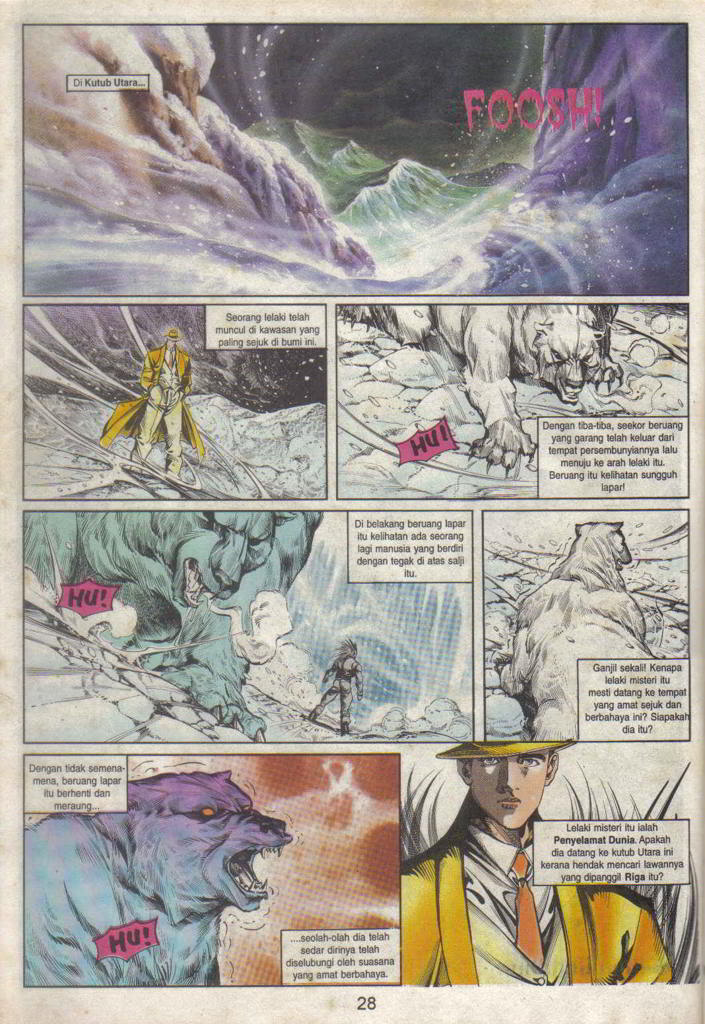 Di Kutub Utara...
FOOSH!
Seorang lelaki telah
muncul di kawasan yang
paling sejuk di bumi ini.
HU!
Dengan tiba-tiba, seekor beruang
yang garang telah keluar dari
tempat persembunyiannya lalu
menuju ke arah lelaki itu.
Beruang itu kelihatan sungguh
lapar!
Di belakang beruang lapar
itu kelihatan ada seorang
lagi manusia yang berdiri
dengan tegak di atas salji
itu.
HU!
Ganjil sekali! Kenapa
lelaki misteri itu
mesti datang ke tempat
yang amat sejuk dan
berbahaya ini? Siapakah
dia itu?
Dengan tidak semena-
mena, beruang lapar
itu berhenti dan
meraung...
HU!
....seolah-olah dia telah
sedar dirinya telah
diselubungi oleh suasana
yang amat berbahaya.
Lelaki misteri itu ialah
Penyelamat Dunia. Apakah
dia datang ke kutub Utara ini
kerana hendak mencari lawannya
yang dipanggil Riga itu?
28